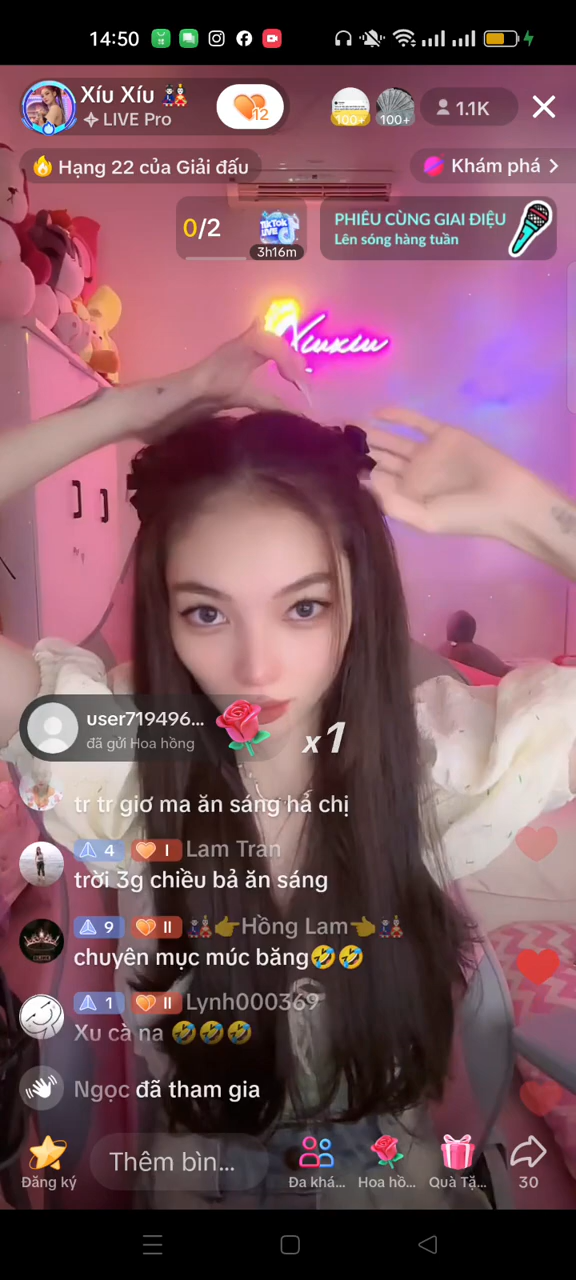 14:50
Xíu Xíu
LIVE Pro
12
100+
100+
1.1K
Hạng 22 của Giải đấu
Khám phá
0/2
TikTok
LIVE
3h16m
PHIÊU CÙNG GIAI ĐIỆU
Lên sóng hàng tuần
Xiuxiu
user719496...
đã gửi Hoa hồng
x1
tr tr giơ ma ăn sáng hả chị
4 I Lam Tran
trời 3g chiều bả ăn sáng
9 II Hồng Lam
chuyên mục múc băng🤣🤣
1 II Lynh000369
Xu cà na 🤣🤣🤣
Ngọc đã tham gia
Thêm bìn...
Đăng ký
Đa khá...
Hoa hồ...
Quà Tặ...
30